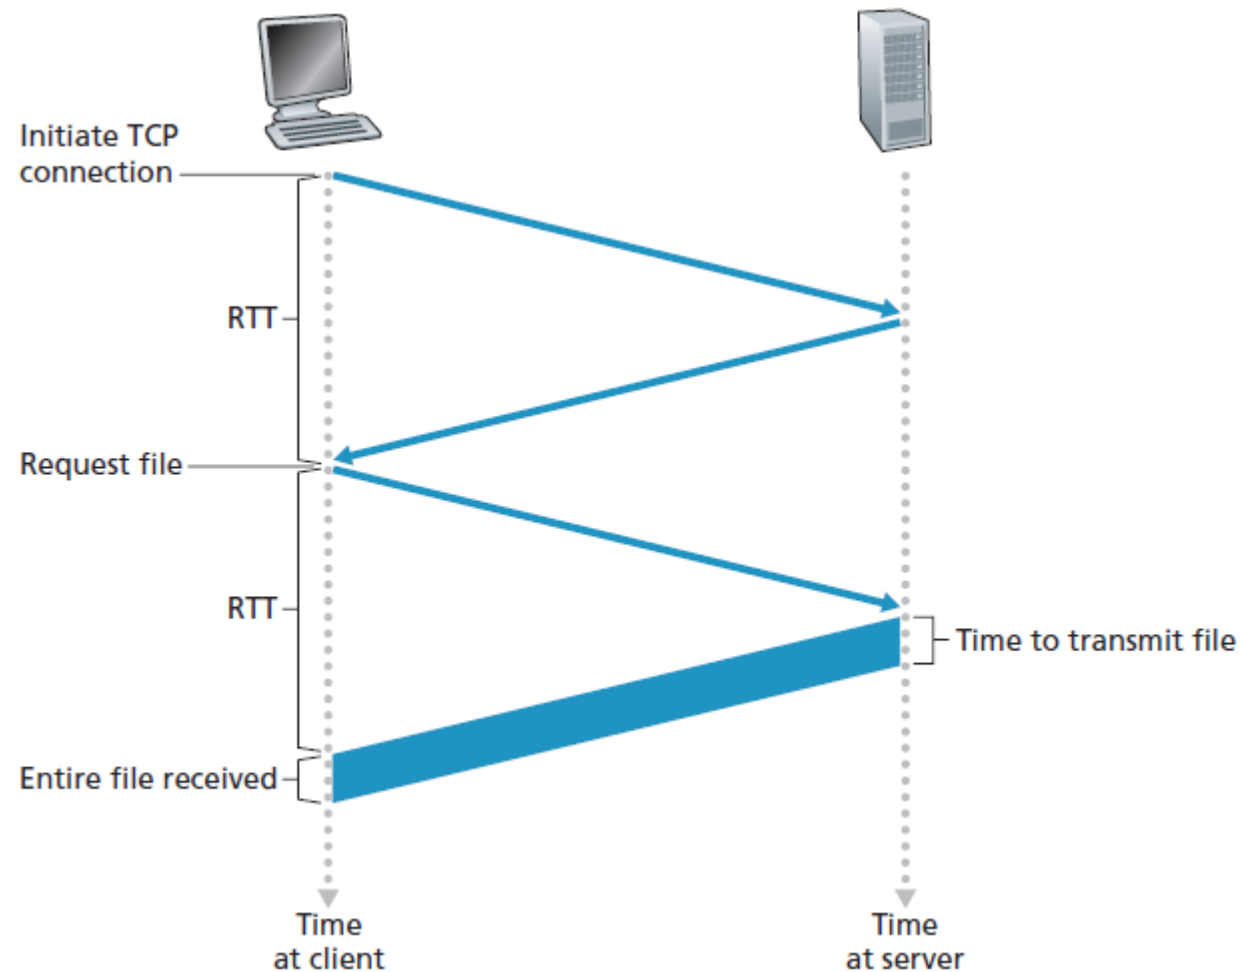 Initiate TCP
connection
RTT
Request file
RTT
Time to transmit file
Entire file received
Time
at client
Time
at server